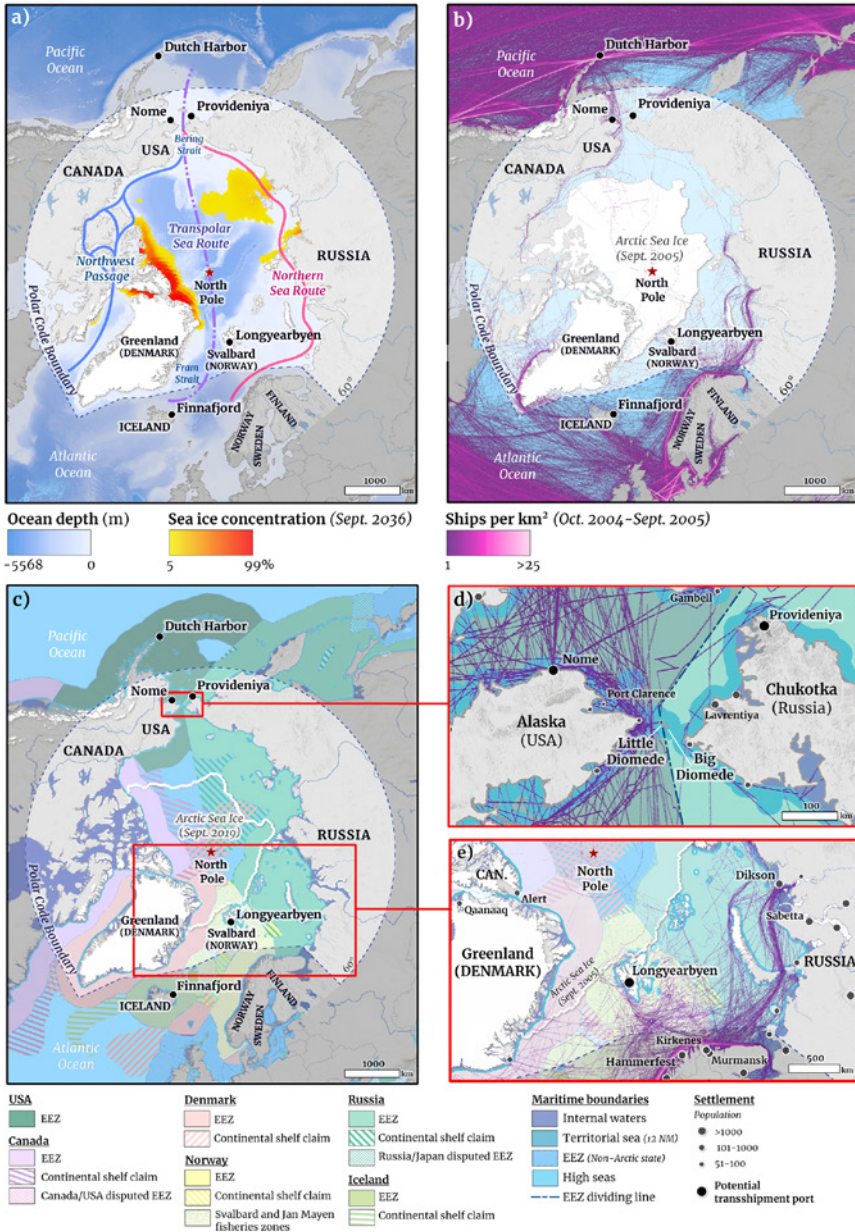 a)
Pacific
Ocean
Dutch Harbor
Nome
Provideniya
USA
Bering
Strait
CANADA
Transpolar
Sea Route
RUSSIA
Northwest
Passage
North
Pole
Northern
Sea Route
Polar Code Boundary
Greenland
(DENMARK)
Longyearbyen
Svalbard
(NORWAY)
Fram
Strait
60°
Finnafjord
ICELAND
NORWAY
SWEDEN
FINLAND
Atlantic
Ocean
1000
km
Ocean depth (m)
-5568
0
Sea ice concentration (Sept. 2036)
5
99%
b)
Pacific
Ocean
Dutch Harbor
Nome
Provideniya
USA
CANADA
Arctic Sea Ice
(Sept. 2005)
RUSSIA
North
Pole
Polar Code Boundary
Greenland
(DENMARK)
Longyearbyen
Svalbard
(NORWAY)
60°
Finnafjord
ICELAND
NORWAY
SWEDEN
FINLAND
Atlantic
Ocean
1000
km
Ships per km² (Oct. 2004-Sept. 2005)
1
>25
c)
Pacific
Ocean
Dutch Harbor
Nome
Provideniya
USA
CANADA
Arctic Sea Ice
(Sept. 2019)
RUSSIA
North
Pole
Polar Code Boundary
Greenland
(DENMARK)
Longyearbyen
Svalbard
(NORWAY)
60°
Finnafjord
ICELAND
NORWAY
SWEDEN
FINLAND
Atlantic
Ocean
1000
km
d)
Gambell
Provideniya
Nome
Port Clarence
Alaska
(USA)
Lavrentiya
Chukotka
(Russia)
Little
Diomede
Big
Diomede
100
km
e)
CAN.
North
Pole
Alert
Qaanaaq
Dikson
Sabetta
Greenland
(DENMARK)
Arctic Sea Ice
(Sept. 2005)
Longyearbyen
RUSSIA
Kirkenes
Hammerfest
Murmansk
500
km
USA
EEZ
Canada
EEZ
Continental shelf claim
Canada/USA disputed EEZ
Denmark
EEZ
Continental shelf claim
Norway
EEZ
Continental shelf claim
Svalbard and Jan Mayen
fisheries zones
Russia
EEZ
Continental shelf claim
Russia/Japan disputed EEZ
Iceland
EEZ
Continental shelf claim
Maritime boundaries
Internal waters
Territorial sea (12 NM)
EEZ (Non-Arctic state)
High seas
EEZ dividing line
Settlement
Population
>1000
101-1000
51-100
Potential
transshipment port